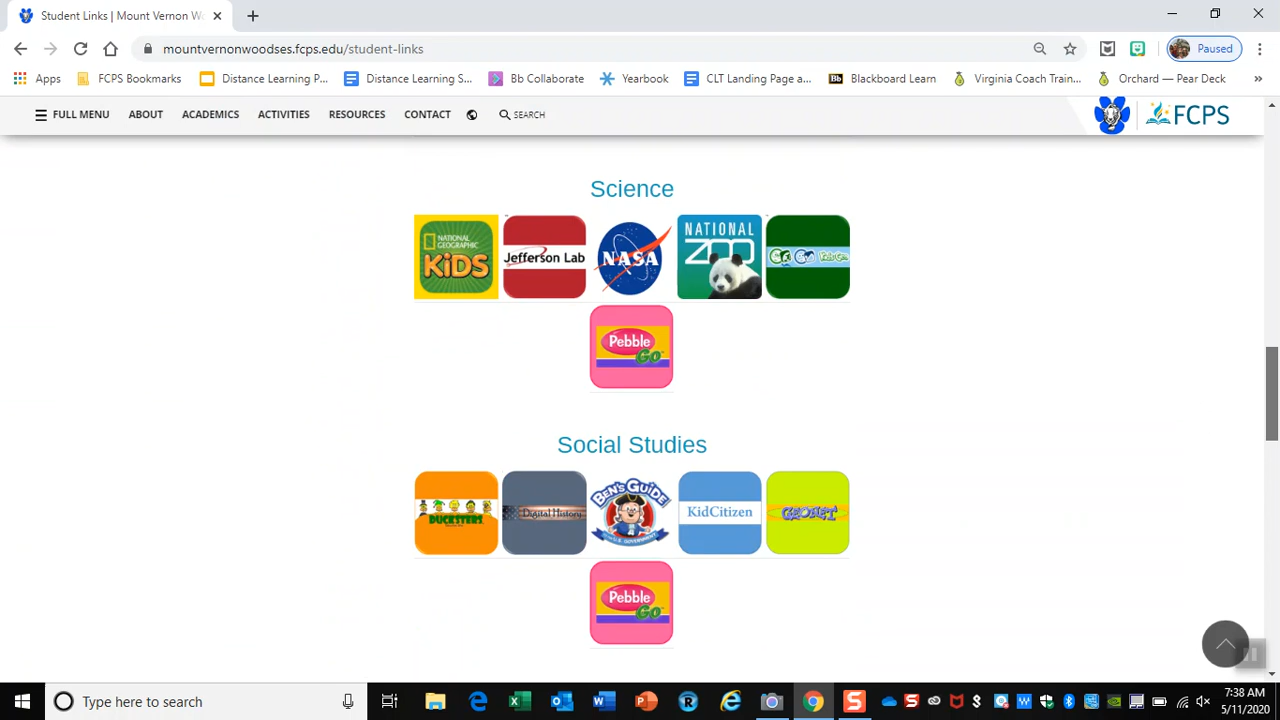 Student Links | Mount Vernon Wo
mountvernonwoodses.fcps.edu/student-links
Paused
Apps
FCPS Bookmarks
Distance Learning P...
Distance Learning S...
Bb Collaborate
Yearbook
CLT Landing Page a...
Bb
Blackboard Learn
Virginia Coach Train...
Orchard — Pear Deck
»
FULL MENU
ABOUT
ACADEMICS
ACTIVITIES
RESOURCES
CONTACT
SEARCH
FCPS
Science
NATIONAL GEOGRAPHIC
KiDS
Jefferson Lab
NASA
NATIONAL
ZOO
Pebble
Go
Social Studies
DUCKSTERS
Digital History
BEN'S GUIDE
KidCitizen
Pebble
Go
Type here to search
7:38 AM
5/11/2020